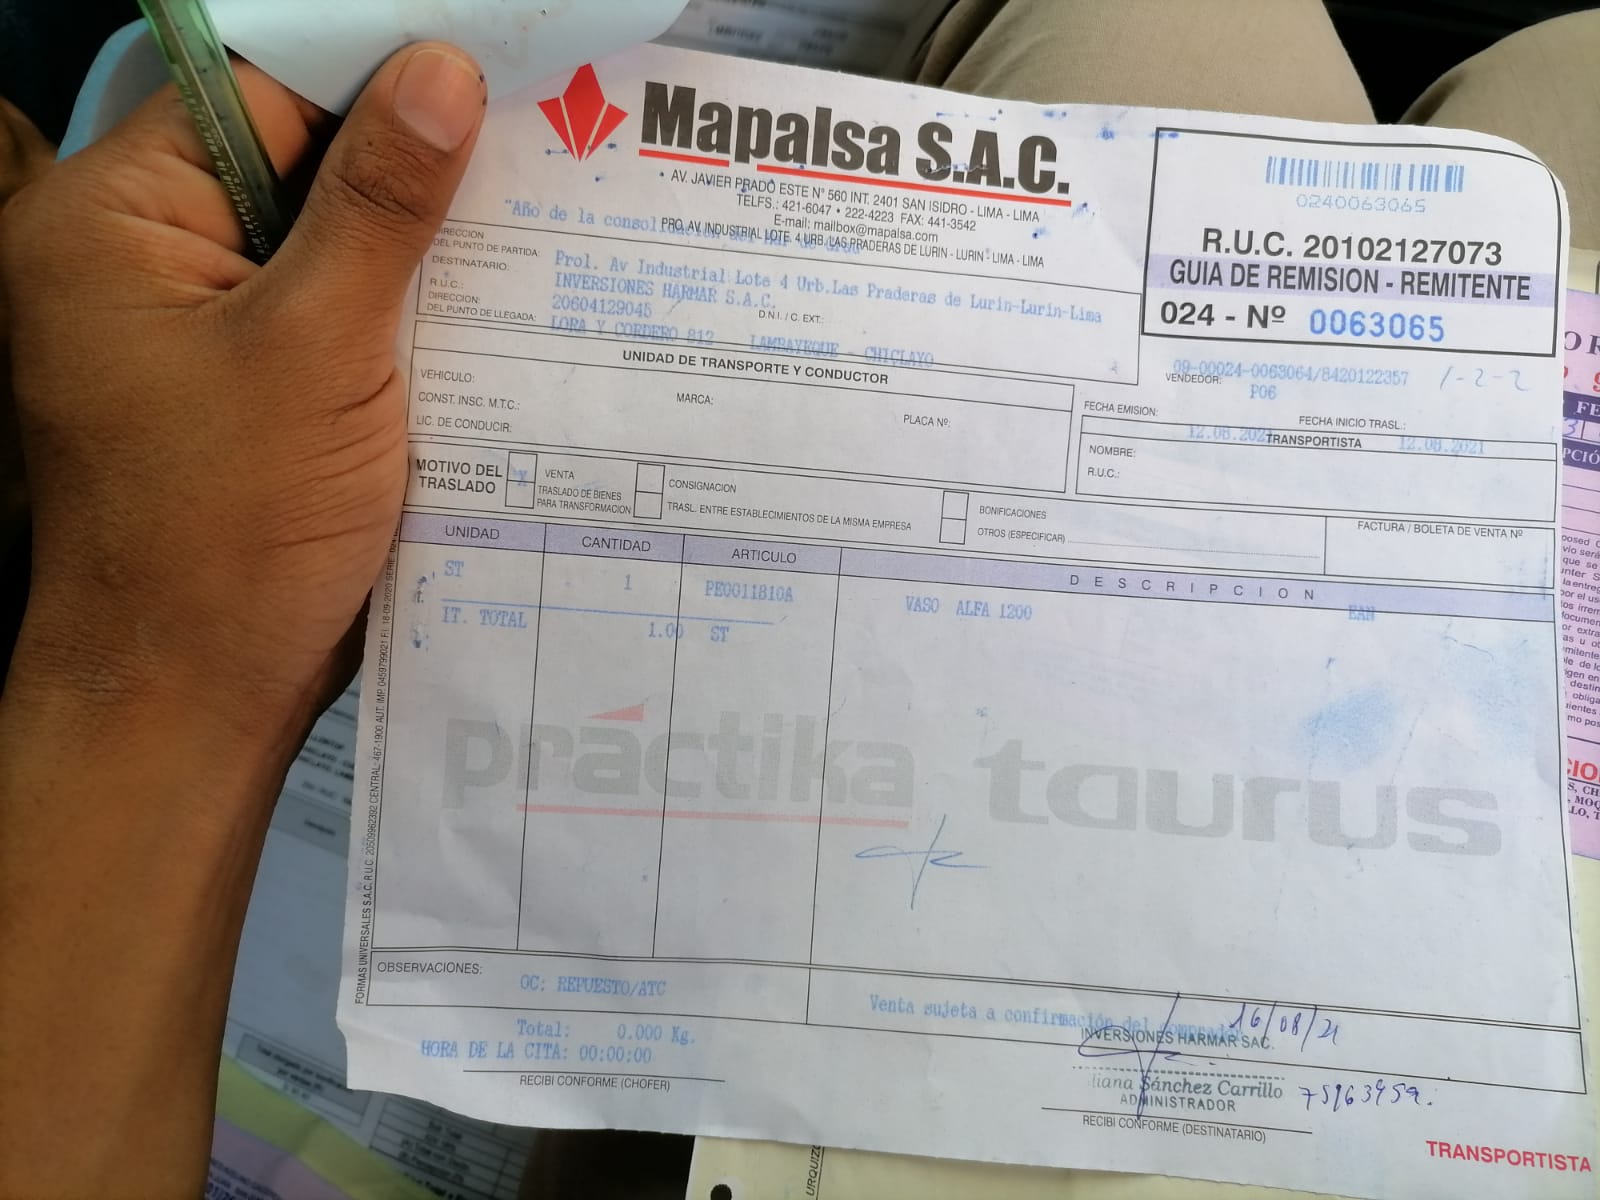 Mapalsa S.A.C.
AV. JAVIER PRADO ESTE N° 560 INT. 2401 SAN ISIDRO - LIMA - LIMA
TELFS.: 421-6047 • 222-4223 FAX: 441-3542
E-mail: mailbox@mapalsa.com
PRO. AV. INDUSTRIAL LOTE. 4 URB. LAS PRADERAS DE LURIN - LURIN - LIMA - LIMA
"Año de la consolidación del Mar de Grau
0240063065
R.U.C. 20102127073
GUIA DE REMISION - REMITENTE
024 - Nº 0063065
DIRECCION
DEL PUNTO DE PARTIDA: Prol. Av Industrial Lote 4 Urb.Las Praderas de Lurin-Lurin-Lima
DESTINATARIO: INVERSIONES HARMAR S.A.C.
R.U.C.: 20604129045 D.N.I. / C. EXT.:
DIRECCION:
DEL PUNTO DE LLEGADA: LORA Y CORDERO 812 LAMBAYEQUE - CHICLAYO
09-00024-0063064/8420122357 1-2-2
VENDEDOR: P06
UNIDAD DE TRANSPORTE Y CONDUCTOR
VEHICULO:
MARCA:
CONST. INSC. M.T.C.:
PLACA Nº:
LIC. DE CONDUCIR:
FECHA EMISION: 12.08.2021
FECHA INICIO TRASL.: 12.08.2021
TRANSPORTISTA
NOMBRE:
R.U.C.:
MOTIVO DEL
TRASLADO
X VENTA
TRASLADO DE BIENES
PARA TRANSFORMACION
CONSIGNACION
TRASL. ENTRE ESTABLECIMIENTOS DE LA MISMA EMPRESA
BONIFICACIONES
OTROS (ESPECIFICAR)
FACTURA / BOLETA DE VENTA Nº
UNIDAD CANTIDAD ARTICULO DESCRIPCION
ST 1 PE0011810A VASO ALFA 1200 EAN
IT. TOTAL 1.00 ST
práctika taurus
OBSERVACIONES: OC: REPUESTO/ATC
Venta sujeta a confirmación del comprador
Total: 0.000 Kg.
HORA DE LA CITA: 00:00:00
RECIBI CONFORME (CHOFER)
16/08/21
INVERSIONES HARMAR SAC.
liana Sánchez Carrillo
ADMINISTRADOR
RECIBI CONFORME (DESTINATARIO)
TRANSPORTISTA